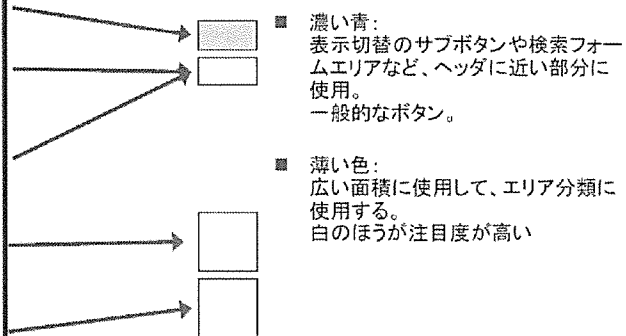 ■ 濃い青：
表示切替のサブボタンや検索フォー
ムエリアなど、ヘッダに近い部分に
使用。
一般的なボタン。
■ 薄い色：
広い面積に使用して、エリア分類に
使用する。
白のほうが注目度が高い